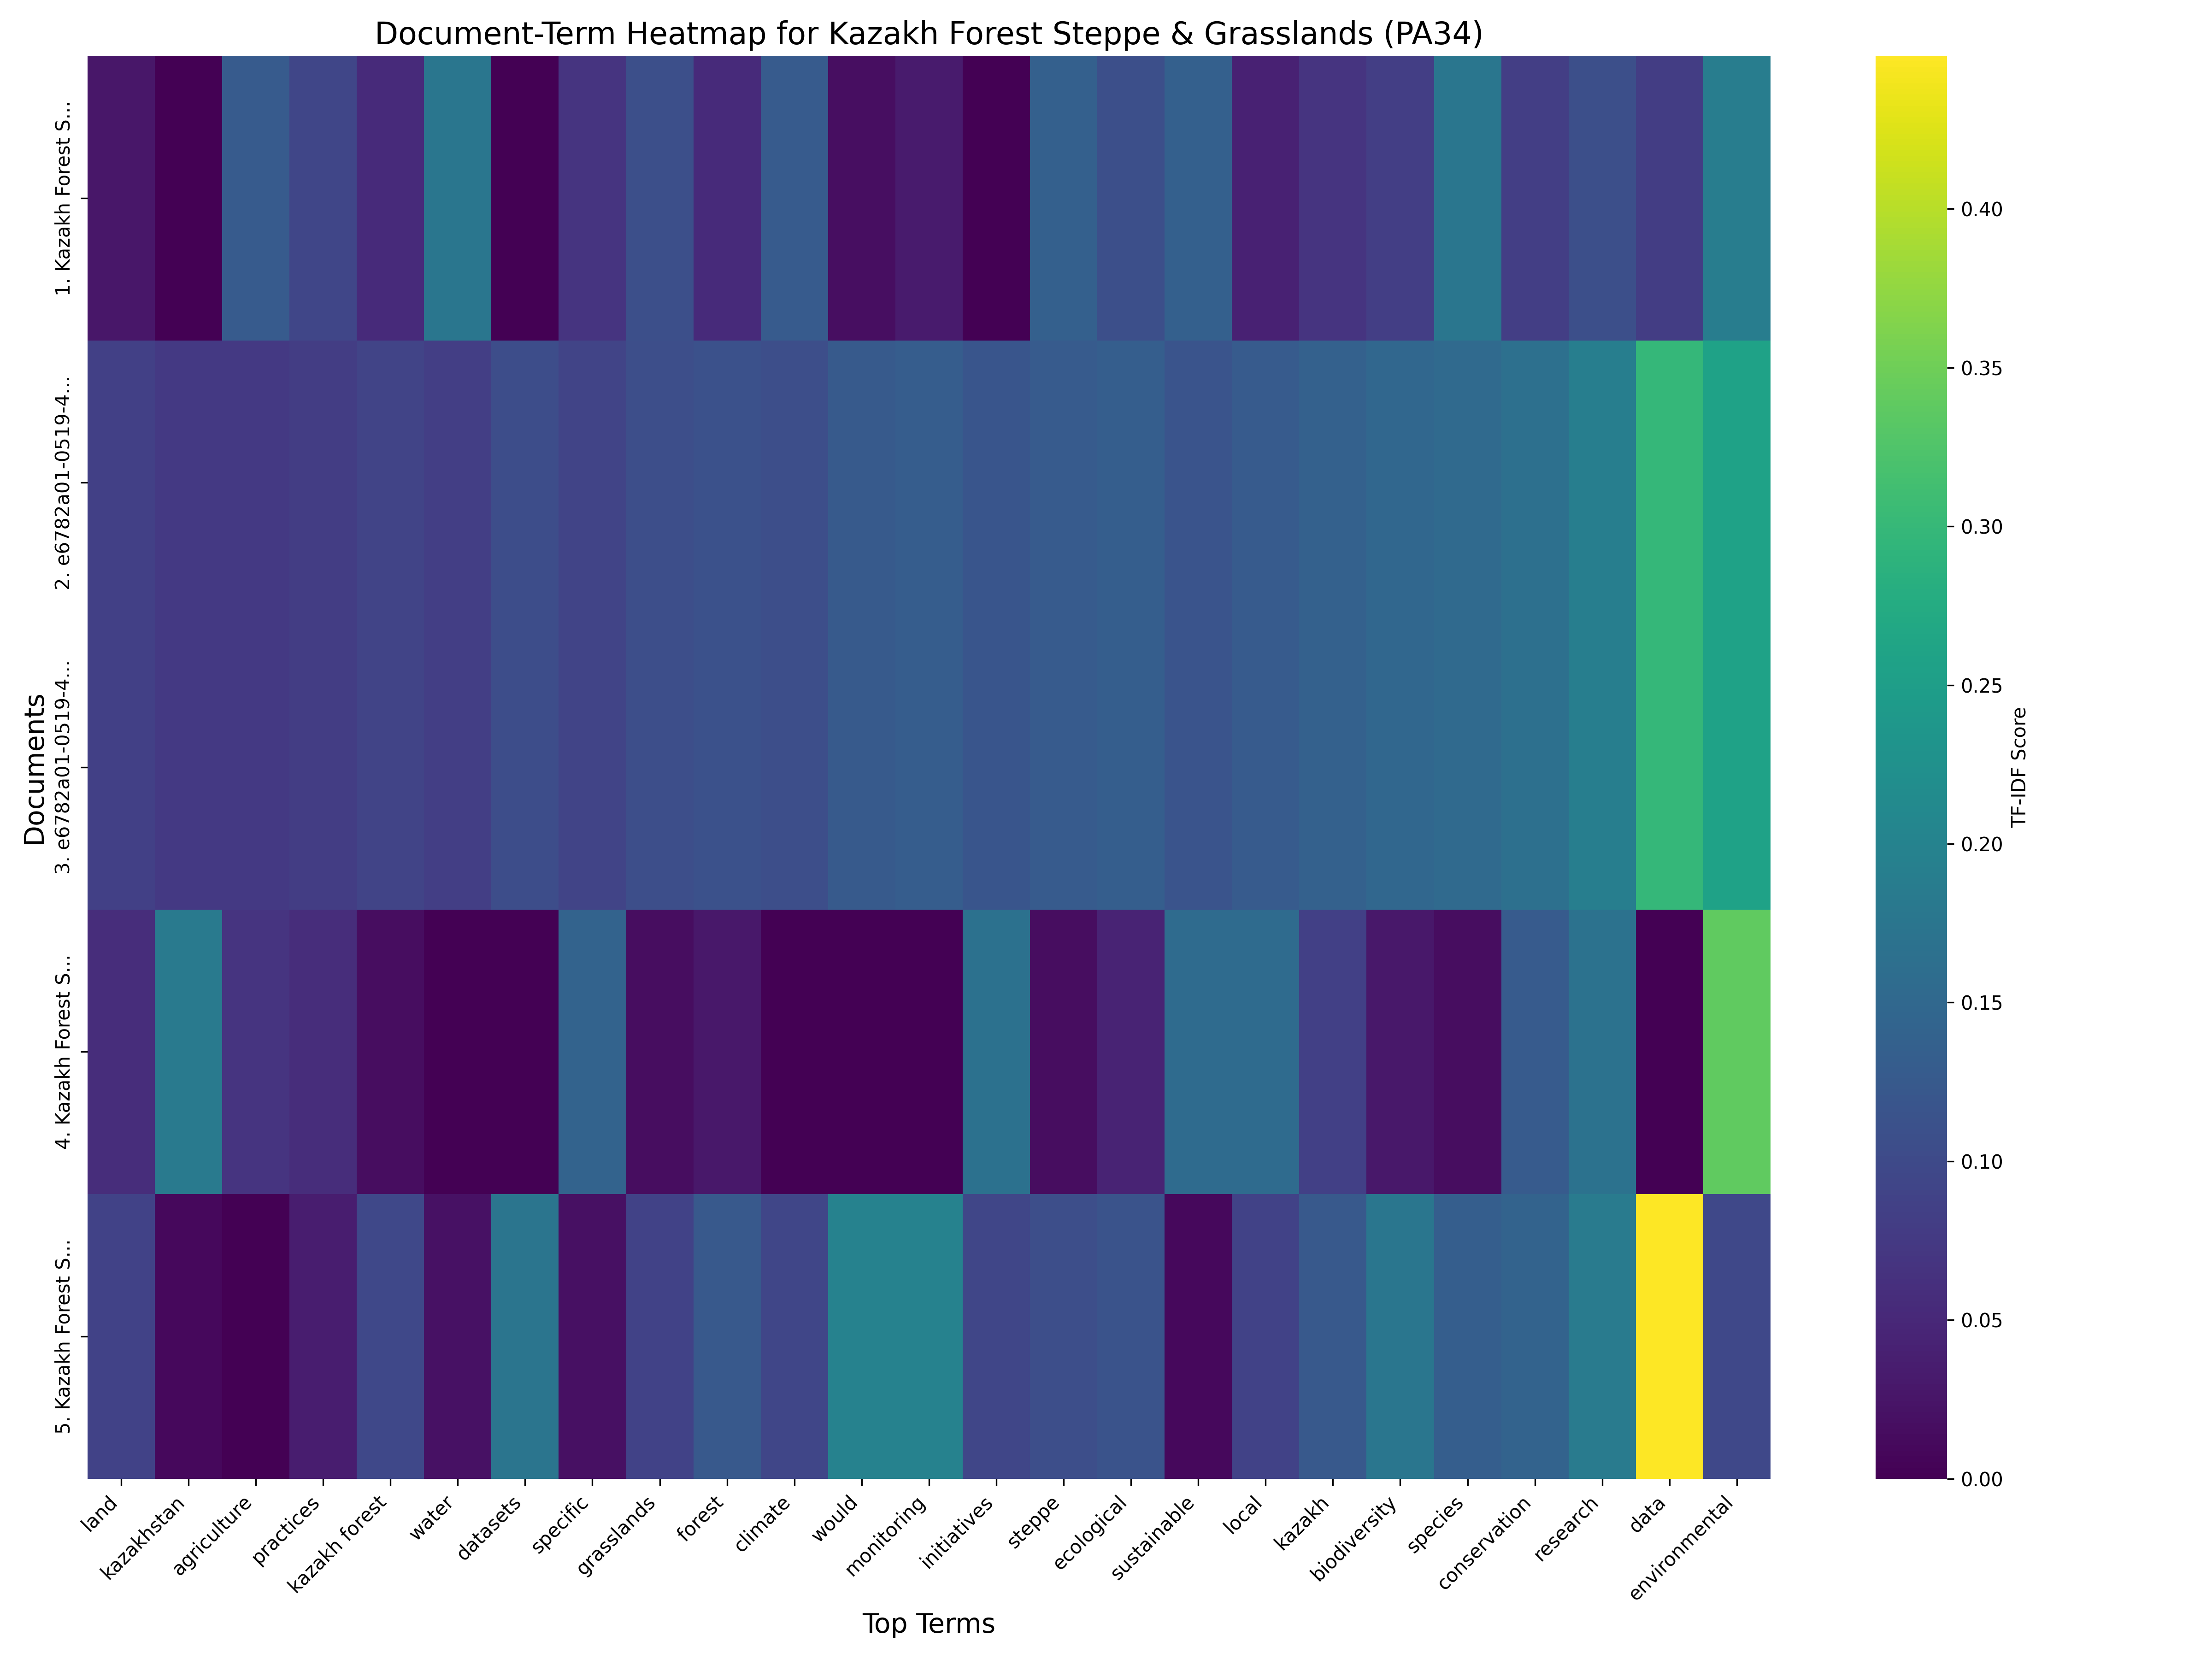 Document-Term Heatmap for Kazakh Forest Steppe & Grasslands (PA34)
Documents
1. Kazakh Forest S...
2. e6782a01-0519-4...
3. e6782a01-0519-4...
4. Kazakh Forest S...
5. Kazakh Forest S...
land
kazakhstan
agriculture
practices
kazakh forest
water
datasets
specific
grasslands
forest
climate
would
monitoring
initiatives
steppe
ecological
sustainable
local
kazakh
biodiversity
species
conservation
research
data
environmental
Top Terms
0.40
0.35
0.30
0.25
0.20
0.15
0.10
0.05
0.00
TF-IDF Score